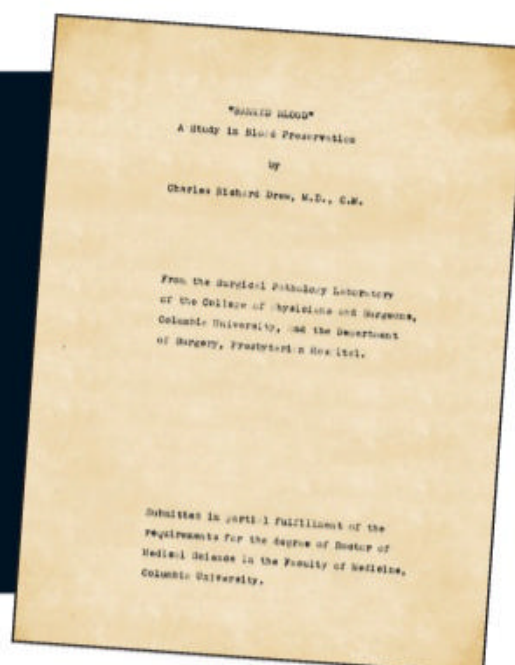 "BANKED BLOOD"
A Study in Blood Preservation
by
Charles Richard Drew, M.D., C.M.
From the Surgical Pathology Laboratory
of the College of Physicians and Surgeons,
Columbia University, and the Department
of Surgery, Presbyterian Hospital.
Submitted in partial fulfillment of the
requirements for the degree of Doctor of
Medical Science in the Faculty of Medicine,
Columbia University.